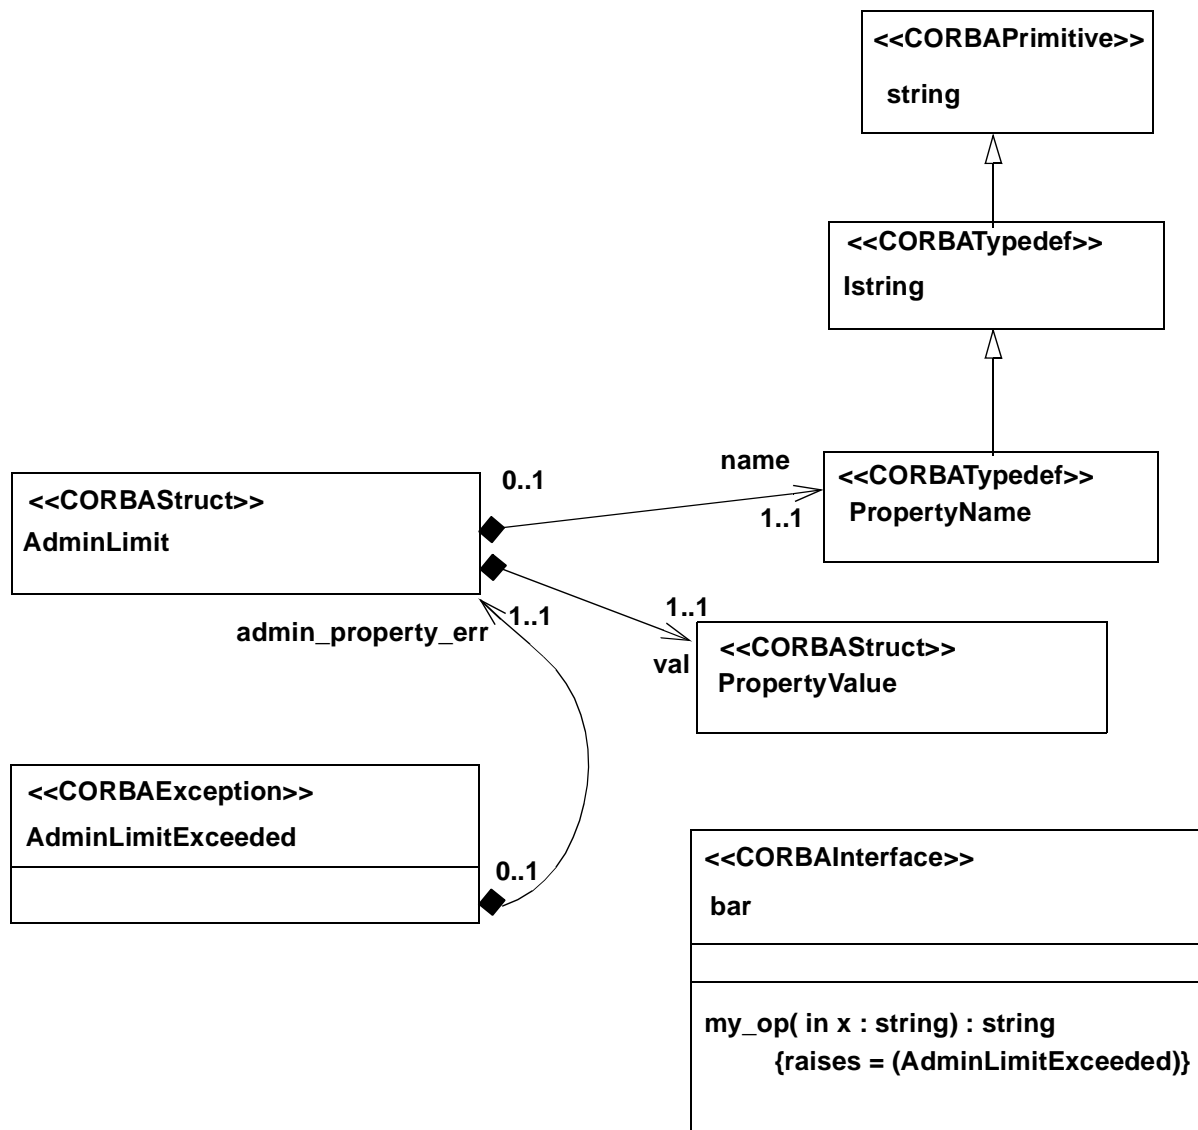 <<CORBAPrimitive>>
string
<<CORBATypedef>>
Istring
name
0..1
<<CORBATypedef>>
PropertyName
1..1
<<CORBAStruct>>
AdminLimit
1..1
admin_property_err
1..1
val
<<CORBAStruct>>
PropertyValue
<<CORBAException>>
AdminLimitExceeded
0..1
<<CORBAInterface>>
bar
my_op( in x : string) : string
{raises = (AdminLimitExceeded)}